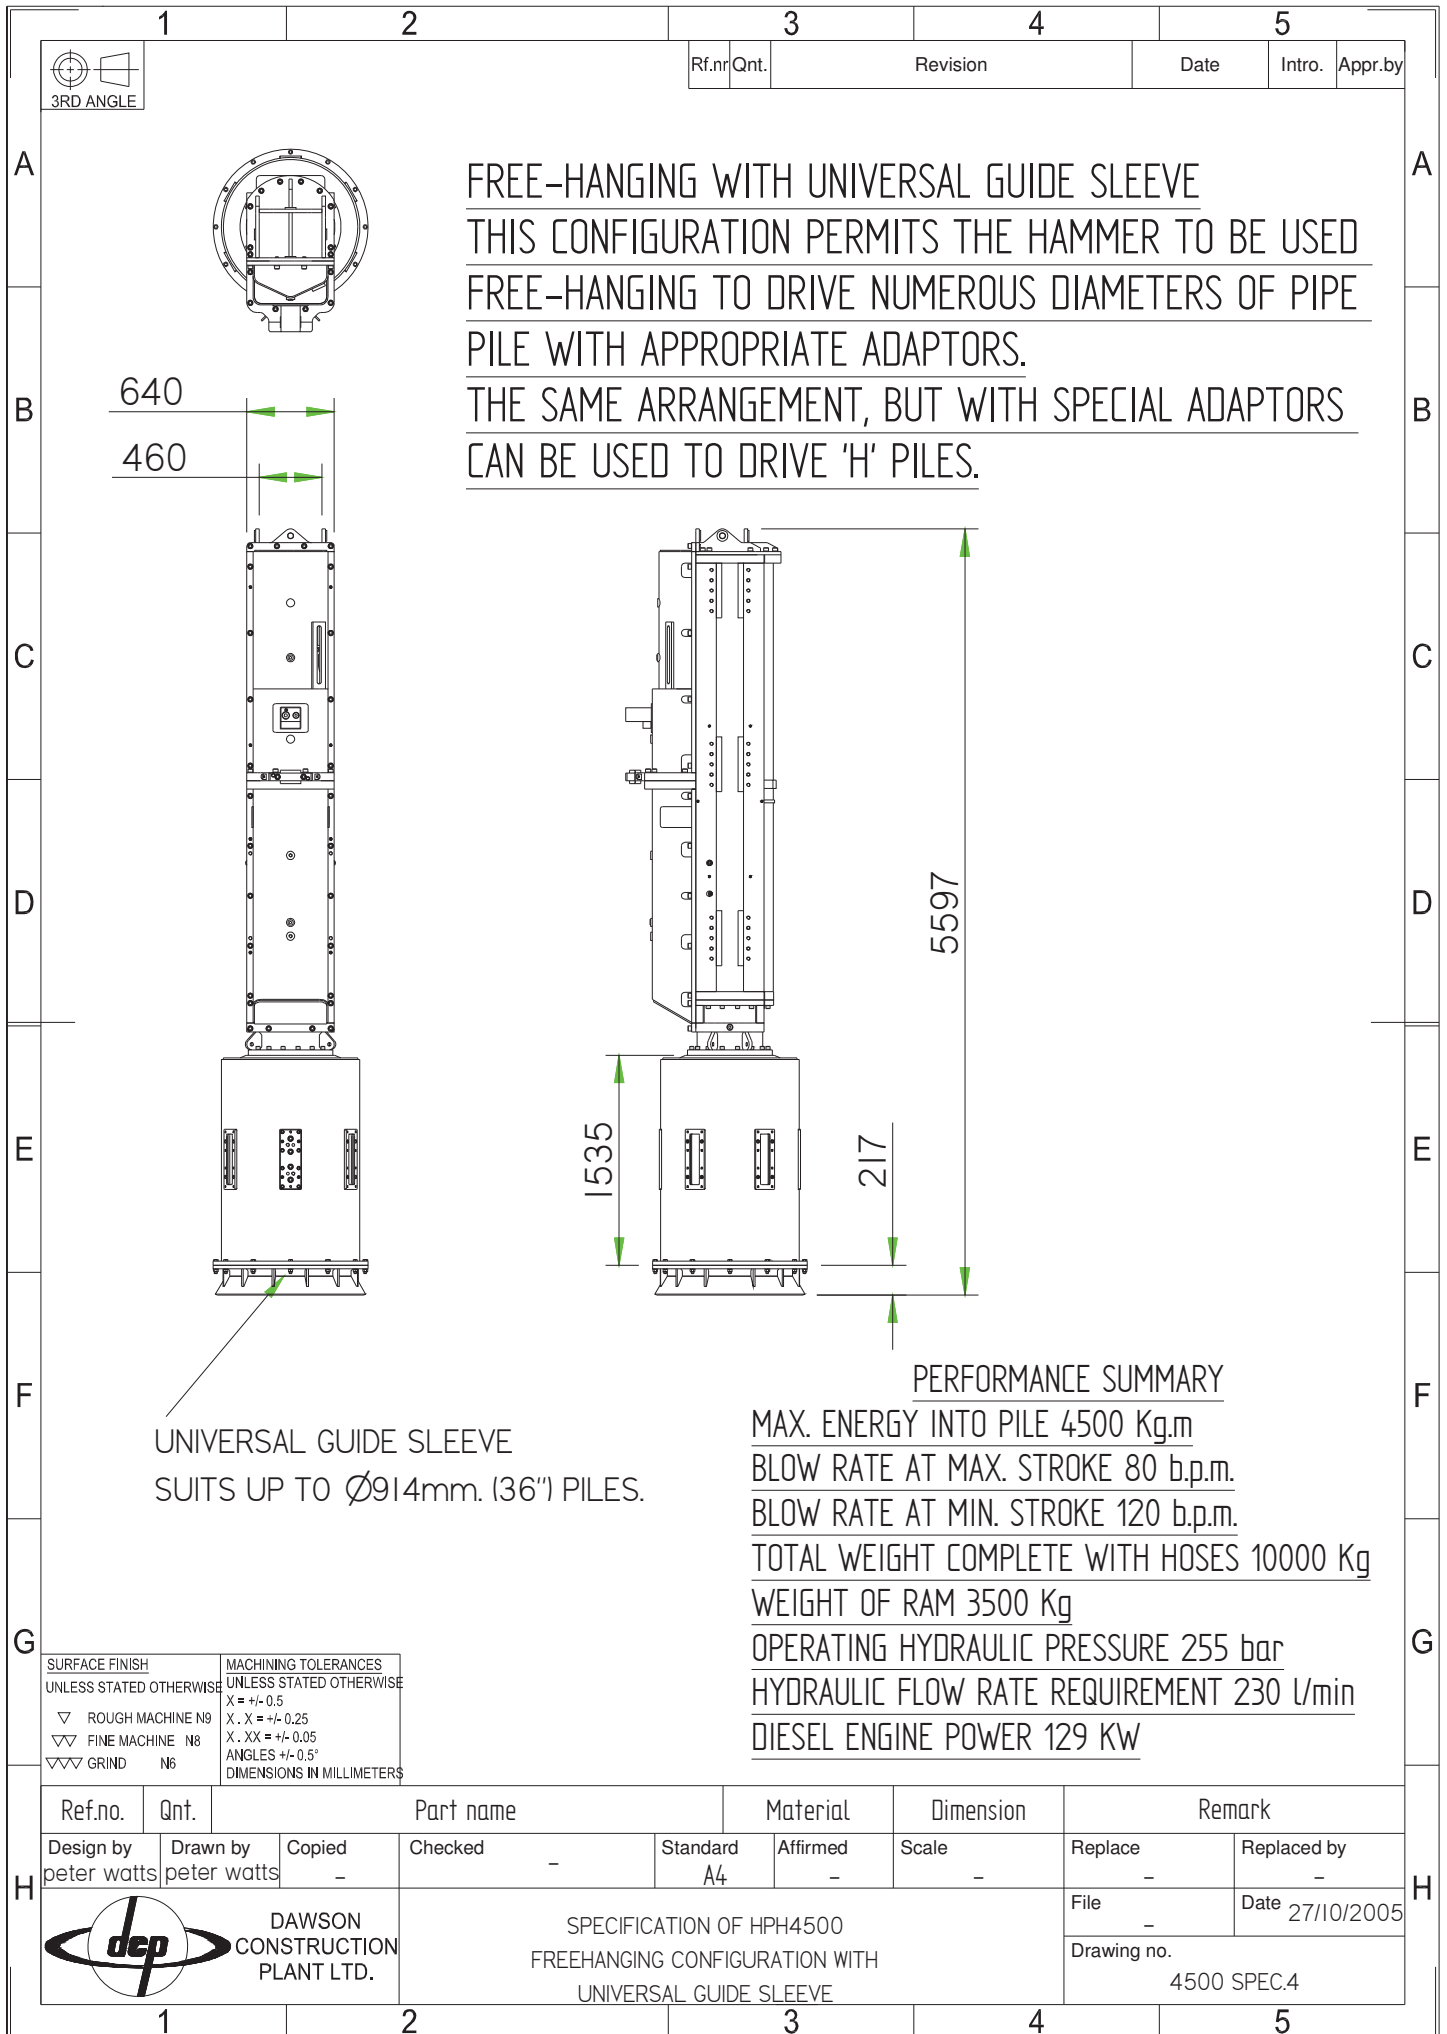 1 2 3 4 5
3RD ANGLE
Rf.nr Qnt. Revision Date Intro. Appr.by
A A
FREE-HANGING WITH UNIVERSAL GUIDE SLEEVE
THIS CONFIGURATION PERMITS THE HAMMER TO BE USED
FREE-HANGING TO DRIVE NUMEROUS DIAMETERS OF PIPE
PILE WITH APPROPRIATE ADAPTORS.
THE SAME ARRANGEMENT, BUT WITH SPECIAL ADAPTORS
CAN BE USED TO DRIVE 'H' PILES.
B B
640
460
C C
D D
5597
E E
1535
217
F F
UNIVERSAL GUIDE SLEEVE
SUITS UP TO Ø914mm. (36") PILES.
PERFORMANCE SUMMARY
MAX. ENERGY INTO PILE 4500 Kg.m
BLOW RATE AT MAX. STROKE 80 b.p.m.
BLOW RATE AT MIN. STROKE 120 b.p.m.
TOTAL WEIGHT COMPLETE WITH HOSES 10000 Kg
WEIGHT OF RAM 3500 Kg
OPERATING HYDRAULIC PRESSURE 255 bar
HYDRAULIC FLOW RATE REQUIREMENT 230 l/min
DIESEL ENGINE POWER 129 KW
G G
SURFACE FINISH
UNLESS STATED OTHERWISE
▽ ROUGH MACHINE N9
▽▽ FINE MACHINE N8
▽▽▽ GRIND N6
MACHINING TOLERANCES
UNLESS STATED OTHERWISE
X = +/- 0.5
X . X = +/- 0.25
X . XX = +/- 0.05
ANGLES +/- 0.5°
DIMENSIONS IN MILLIMETERS
Ref.no. Qnt. Part name Material Dimension Remark
Design by Drawn by Copied Checked Standard Affirmed Scale Replace Replaced by
peter watts peter watts - - A4 - - - -
H H
dcp
DAWSON
CONSTRUCTION
PLANT LTD.
SPECIFICATION OF HPH4500
FREEHANGING CONFIGURATION WITH
UNIVERSAL GUIDE SLEEVE
File -
Date 27/10/2005
Drawing no.
4500 SPEC.4
1 2 3 4 5